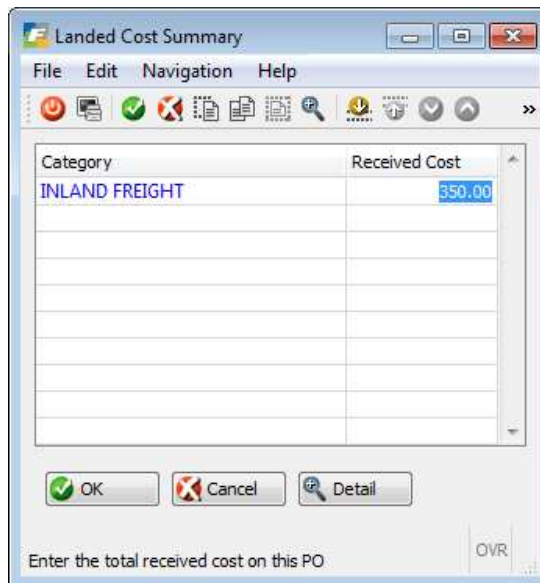 Landed Cost Summary
File Edit Navigation Help
»
Category Received Cost
INLAND FREIGHT 350.00
OK Cancel Detail
Enter the total received cost on this PO OVR